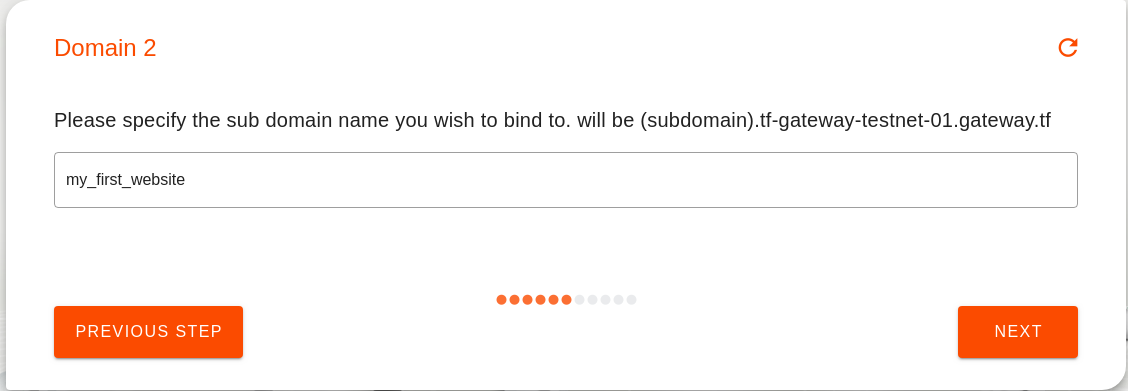 Domain 2
Please specify the sub domain name you wish to bind to. will be (subdomain).tf-gateway-testnet-01.gateway.tf
my_first_website
PREVIOUS STEP
NEXT